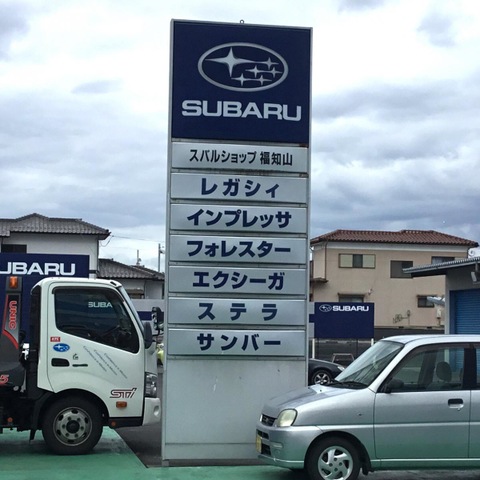 SUBARU
スバルショップ 福知山
レガシィ
インプレッサ
フォレスター
エクシーガ
ステラ
サンバー
SUBARU
SUBARU
SUBA
STI